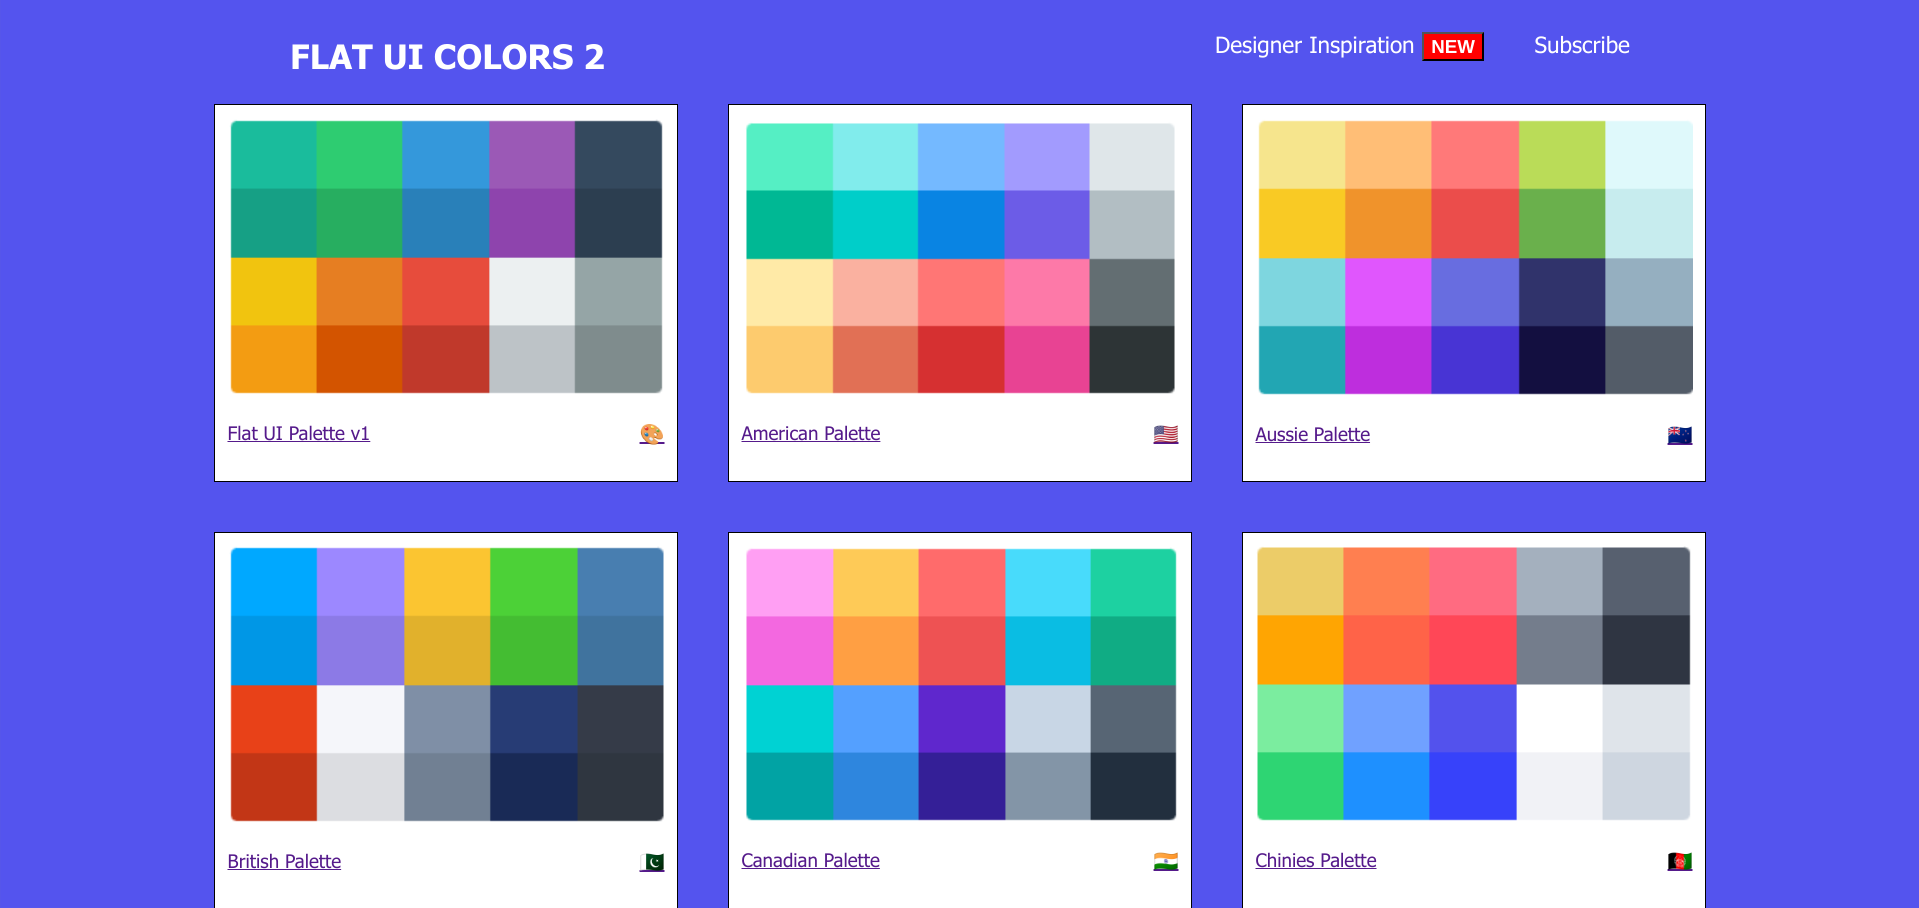 FLAT UI COLORS 2
Designer Inspiration NEW
Subscribe
Flat UI Palette v1
American Palette
Aussie Palette
British Palette
Canadian Palette
Chinies Palette